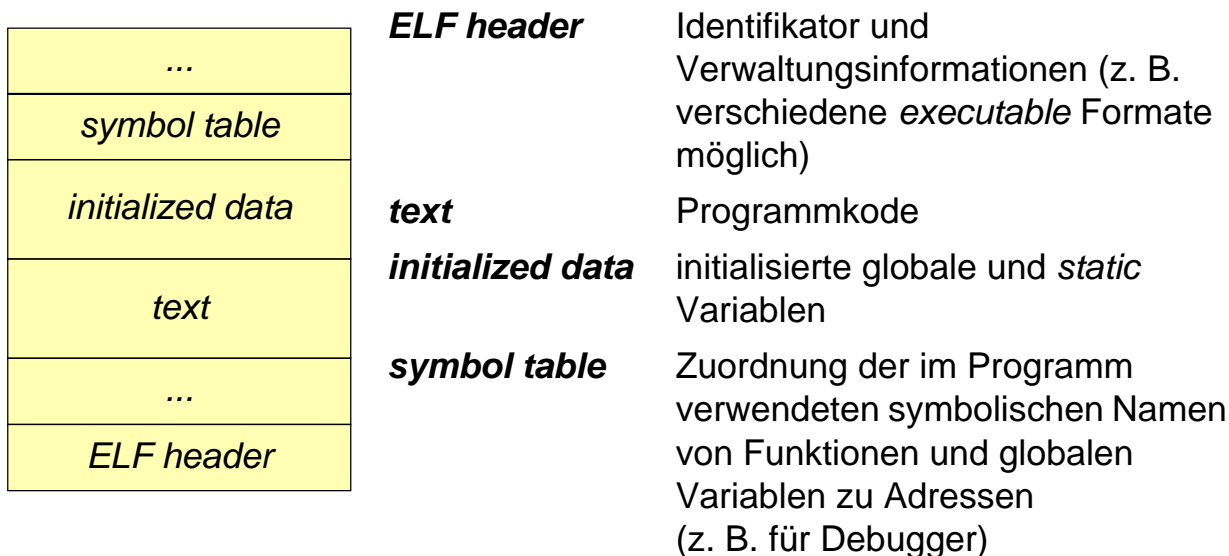 ...
symbol table
initialized data
text
...
ELF header
ELF header Identifikator und
Verwaltungsinformationen (z. B.
verschiedene executable Formate
möglich)
text Programmkode
initialized data initialisierte globale und static
Variablen
symbol table Zuordnung der im Programm
verwendeten symbolischen Namen
von Funktionen und globalen
Variablen zu Adressen
(z. B. für Debugger)